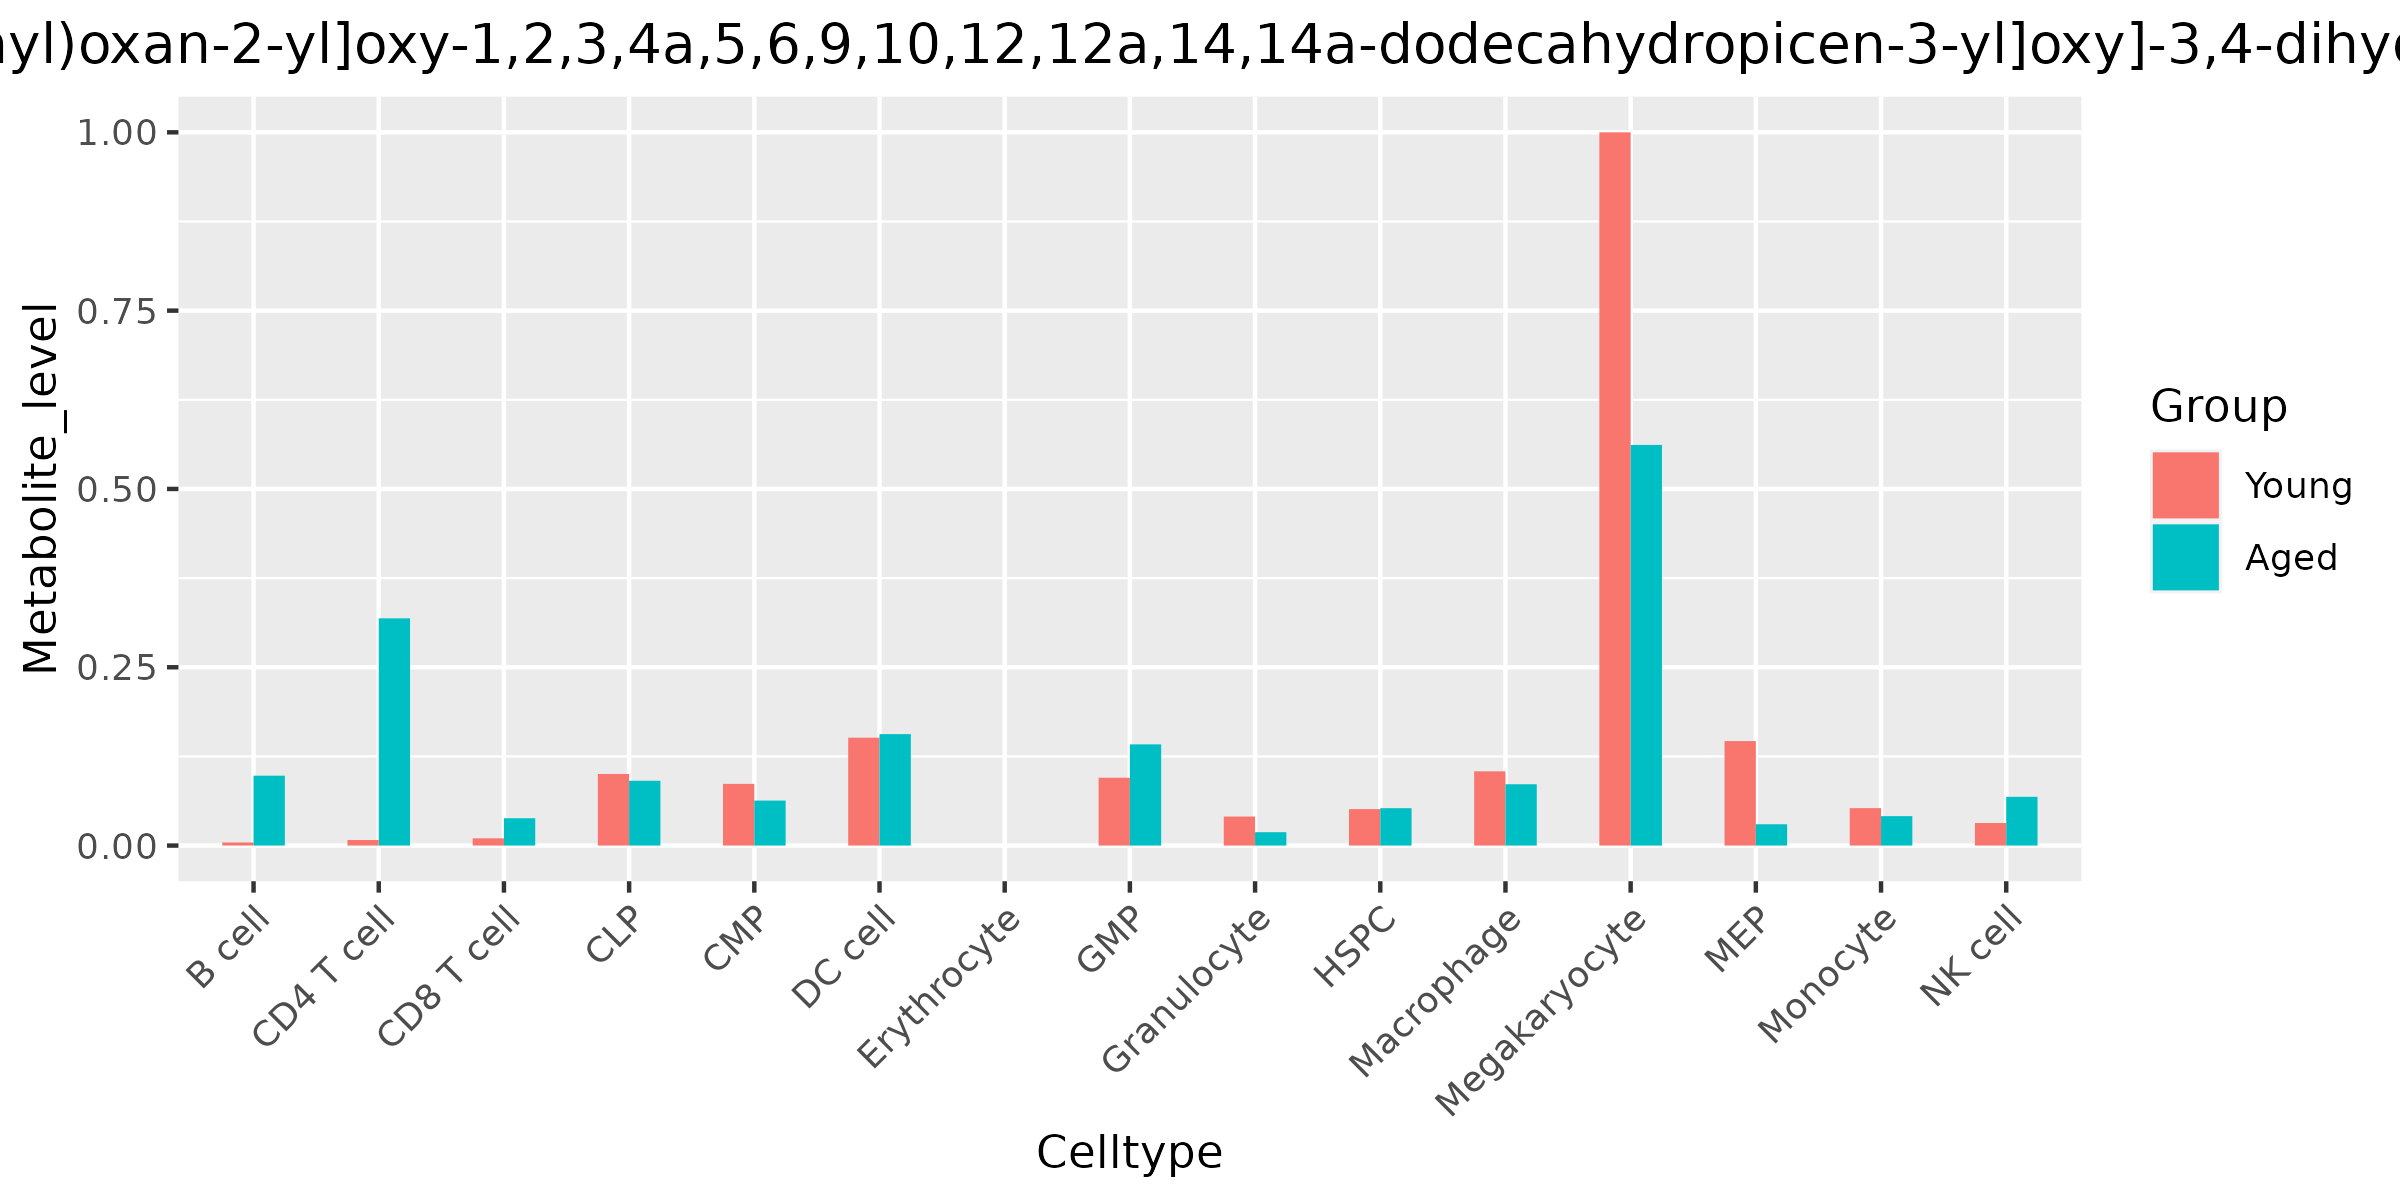 yl)oxan-2-yl]oxy-1,2,3,4a,5,6,9,10,12,12a,14,14a-dodecahydropicen-3-yl]oxy]-3,4-dihy
Metabolite_level
1.00
0.75
0.50
0.25
0.00
Group
Young
Aged
B cell
CD4 T cell
CD8 T cell
CLP
CMP
DC cell
Erythrocyte
GMP
Granulocyte
HSPC
Macrophage
Megakaryocyte
MEP
Monocyte
NK cell
Celltype